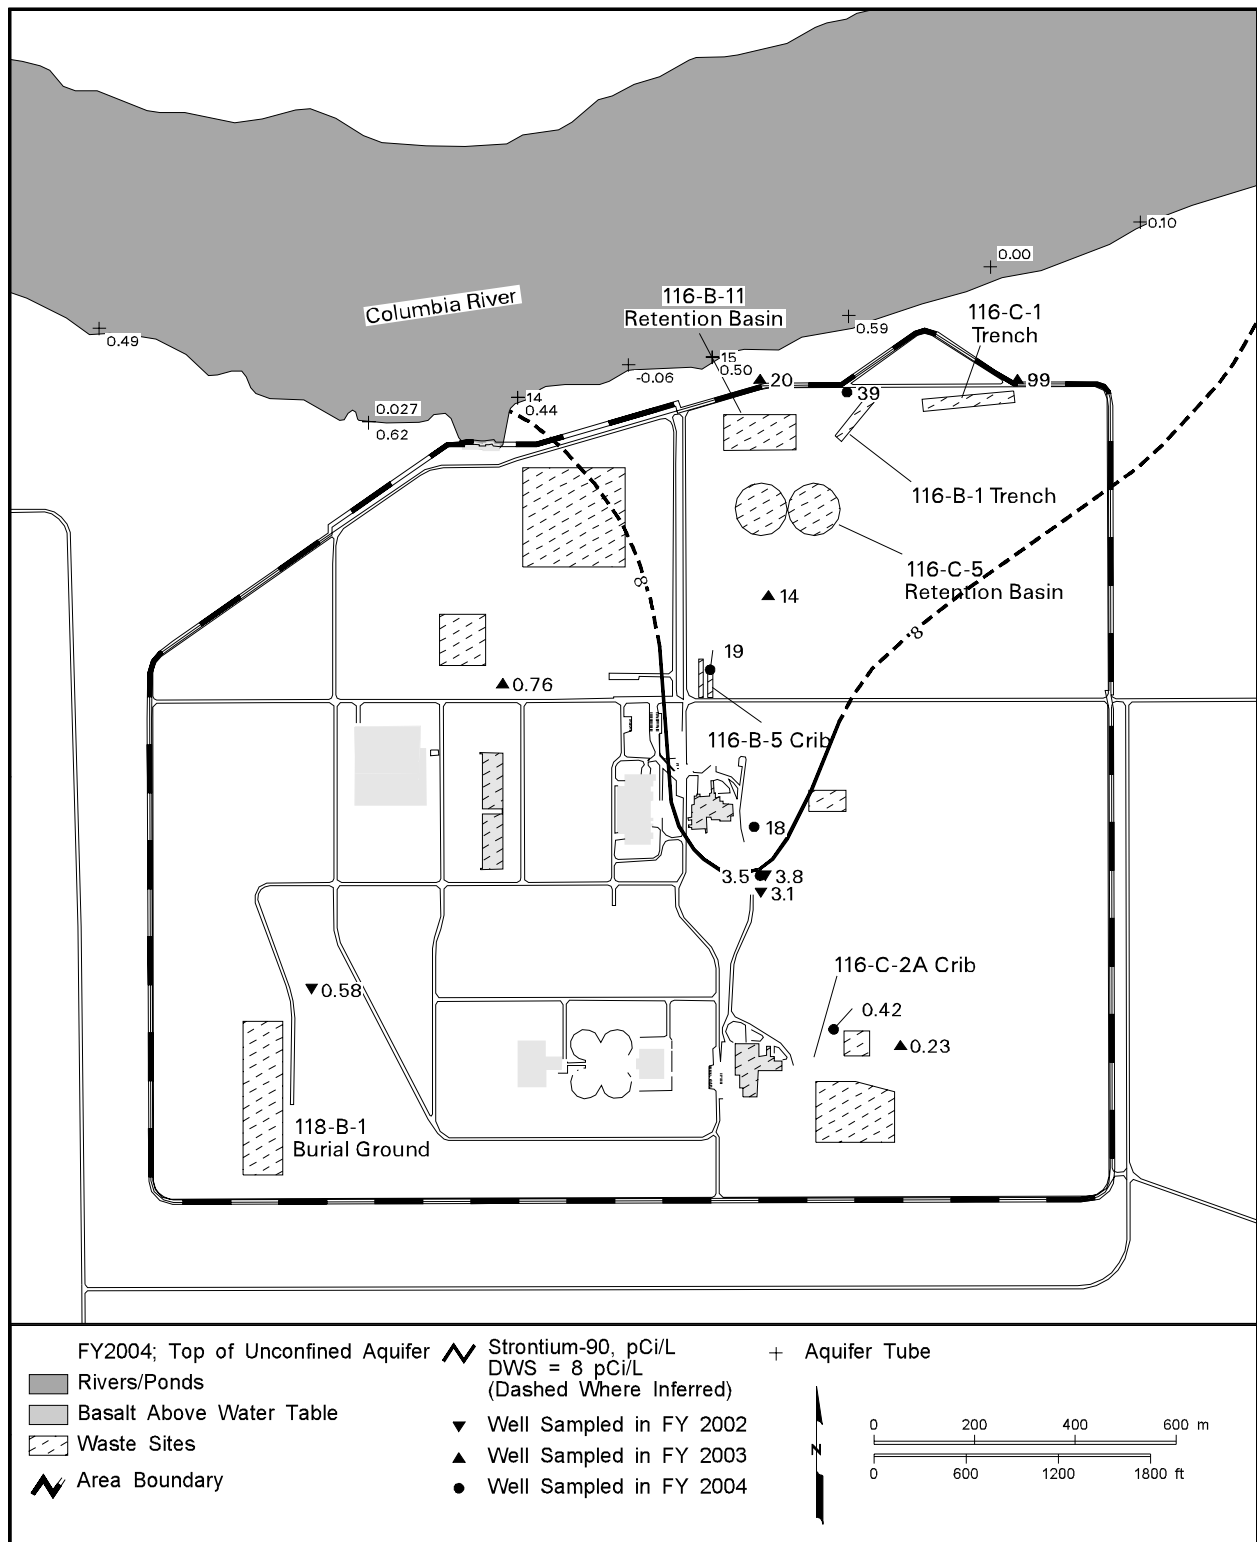 0.10
0.00
Columbia River
116-B-11
Retention Basin
116-C-1
Trench
0.59
0.49
15
0.50
-0.06
20
99
39
14
0.44
0.027
0.62
116-B-1 Trench
116-C-5
Retention Basin
8
14
8
19
0.76
116-B-5 Crib
18
3.5
3.8
3.1
116-C-2A Crib
0.58
0.42
0.23
118-B-1
Burial Ground
FY2004; Top of Unconfined Aquifer
Rivers/Ponds
Basalt Above Water Table
Waste Sites
Area Boundary
Strontium-90, pCi/L
DWS = 8 pCi/L
(Dashed Where Inferred)
Well Sampled in FY 2002
Well Sampled in FY 2003
Well Sampled in FY 2004
Aquifer Tube
N
0 200 400 600 m
0 600 1200 1800 ft